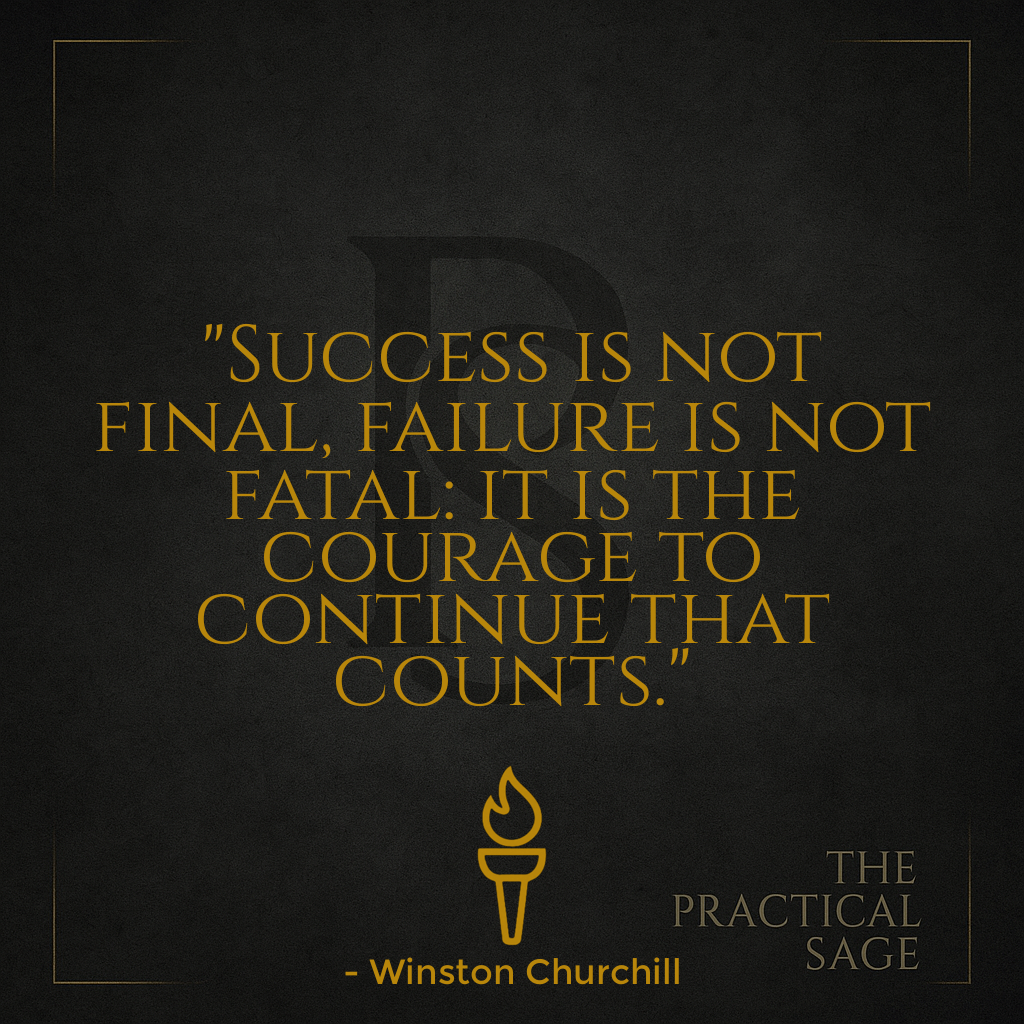 "Success is not
final, failure is not
fatal: it is the
courage to
continue that
counts."
- Winston Churchill
THE
PRACTICAL
SAGE